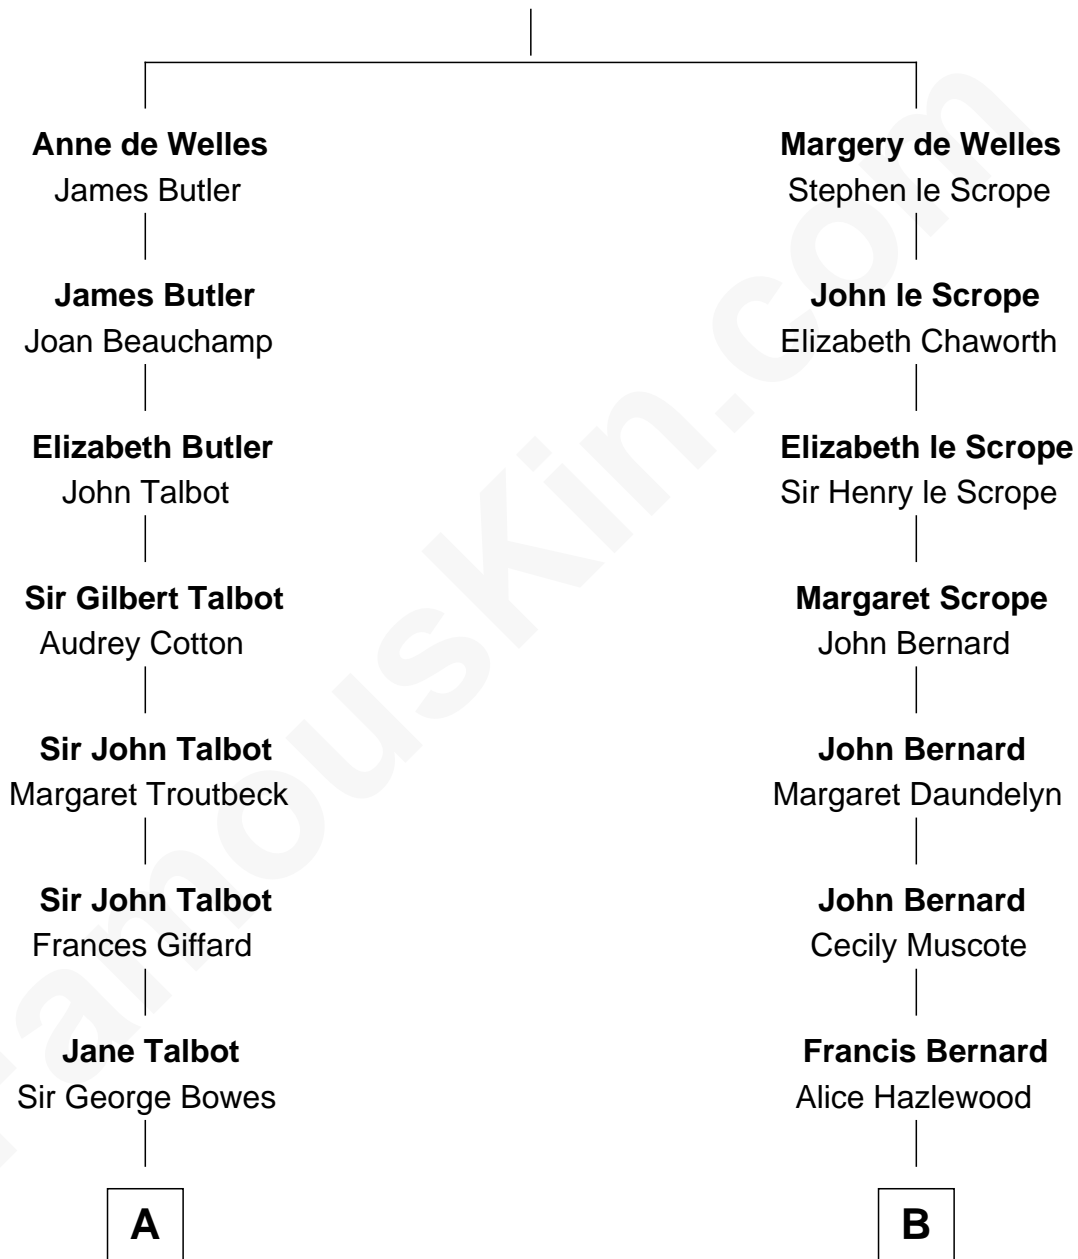 Anne de Welles
James Butler
James Butler
Joan Beauchamp
Elizabeth Butler
John Talbot
Sir Gilbert Talbot
Audrey Cotton
Sir John Talbot
Margaret Troutbeck
Sir John Talbot
Frances Giffard
Jane Talbot
Sir George Bowes
A
Margery de Welles
Stephen le Scrope
John le Scrope
Elizabeth Chaworth
Elizabeth le Scrope
Sir Henry le Scrope
Margaret Scrope
John Bernard
John Bernard
Margaret Daundelyn
John Bernard
Cecily Muscote
Francis Bernard
Alice Hazlewood
B
FamousKin.com